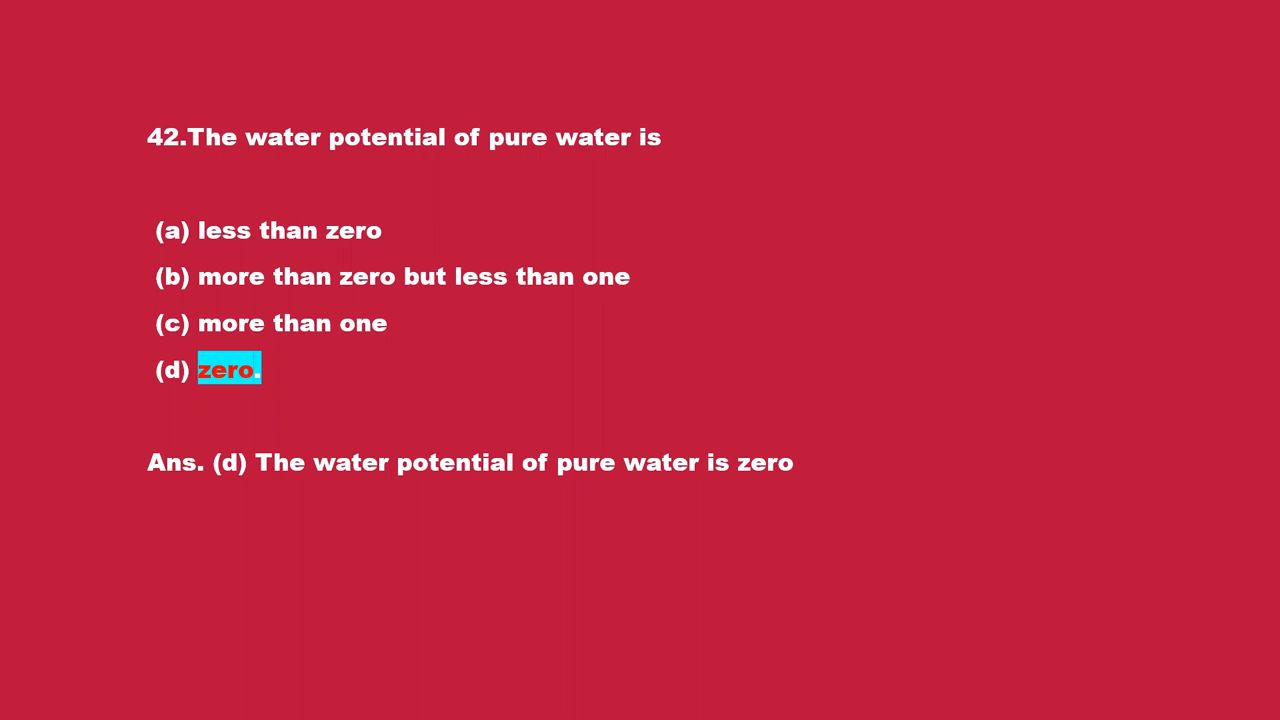 42.The water potential of pure water is
(a) less than zero
(b) more than zero but less than one
(c) more than one
(d) zero.
Ans. (d) The water potential of pure water is zero